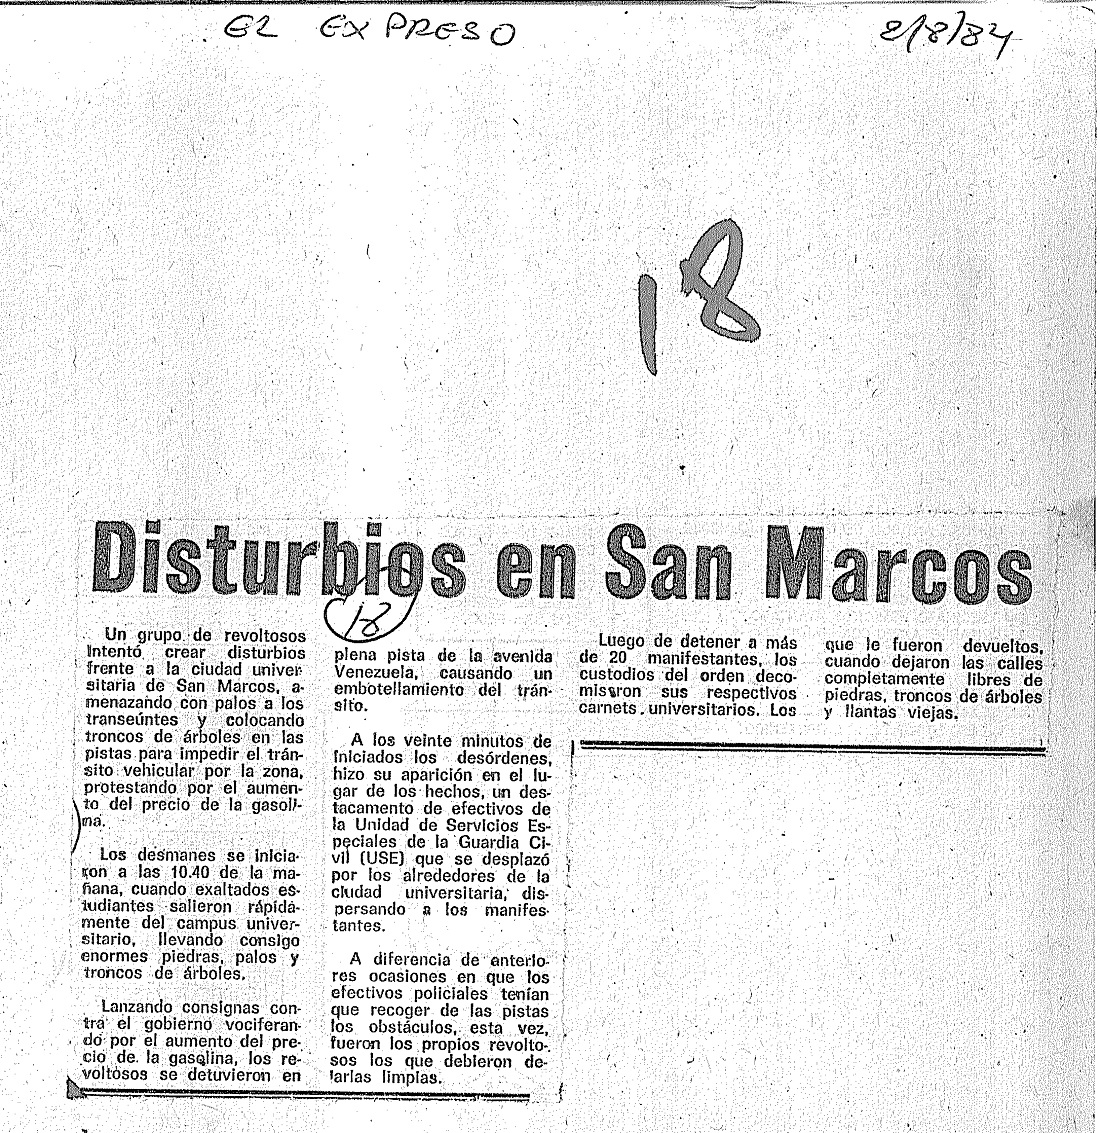 EL EXPRESO
8/8/84
18
Disturbios en San Marcos
18
Un grupo de revoltosos
intentó crear disturbios
frente a la ciudad univer
sitaria de San Marcos, a-
menazando con palos a los
transeúntes y colocando
troncos de árboles en las
pistas para impedir el trán-
sito vehicular por la zona,
protestando por el aumen-
to del precio de la gasoli-
na.
Los desmanes se inicia-
ron a las 10.40 de la ma-
ñana, cuando exaltados es-
tudiantes salieron rápida-
mente del campus univer-
sitario, llevando consigo
enormes piedras, palos y
troncos de árboles.
Lanzando consignas con-
tra el gobierno vociferan-
do por el aumento del pre-
cio de la gasolina, los re-
voltosos se detuvieron en
plena pista de la avenida
Venezuela, causando un
embotellamiento del trán-
sito.
A los veinte minutos de
iniciados los desórdenes,
hizo su aparición en el lu-
gar de los hechos, un des-
tacamento de efectivos de
la Unidad de Servicios Es-
peciales de la Guardia Ci-
vil (USE) que se desplazó
por los alrededores de la
ciudad universitaria, dis-
persando a los manifes-
tantes.
A diferencia de anterio-
res ocasiones en que los
efectivos policiales tenían
que recoger de las pistas
los obstáculos, esta vez,
fueron los propios revolto-
sos los que debieron de-
jarlas limpias.
Luego de detener a más
de 20 manifestantes, los
custodios del orden deco-
missron sus respectivos
carnets universitarios. Los
que le fueron devueltos,
cuando dejaron las calles
completamente libres de
piedras, troncos de árboles
y llantas viejas.